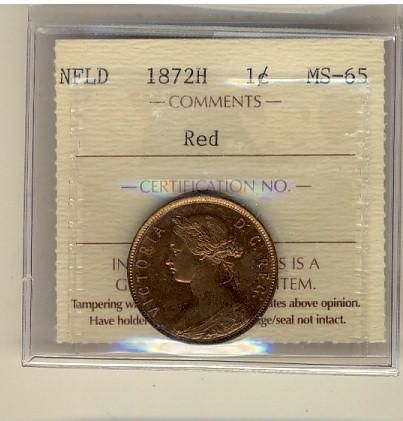 NFLD 1872H 1¢ MS-65
— COMMENTS —
Red
— CERTIFICATION NO. —
IN S IS A
G TEM.
Tampering w tes above opinion.
Have holder ge/seal not intact.
VICTORIA D:G:REG: